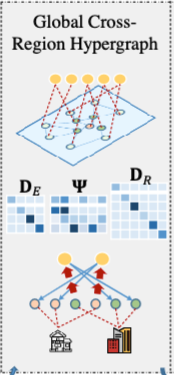 Global Cross-
Region Hypergraph
D_R
D_E Ψ